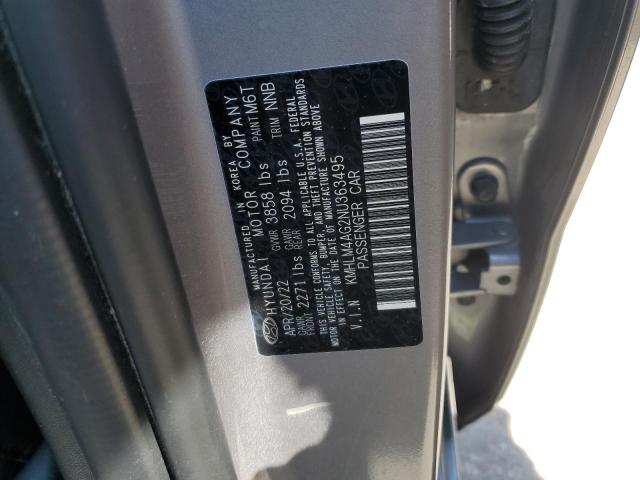 MANUFACTURED IN KOREA BY
HYUNDAI MOTOR COMPANY
APR/20/22 GVWR 3858 lbs PAINT M6T
GAWR FRONT 2271 lbs GAWR REAR 2094 lbs TRIM NNB
THIS VEHICLE CONFORMS TO ALL APPLICABLE U.S.A. FEDERAL
MOTOR VEHICLE SAFETY, BUMPER, AND THEFT PREVENTION STANDARDS
IN EFFECT ON THE DATE OF MANUFACTURE SHOWN ABOVE
V.I.N KMHLM4AG2NU363495
PASSENGER CAR